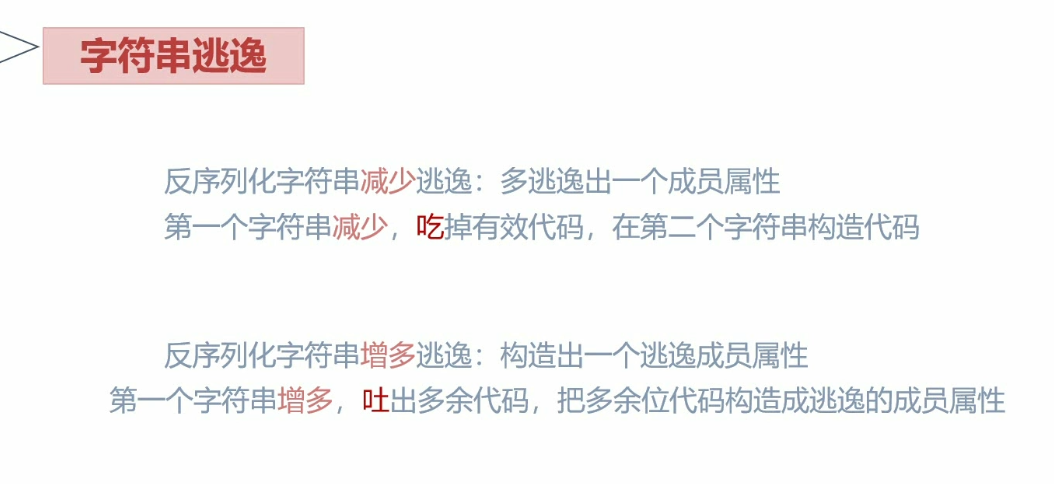 字符串逃逸
反序列化字符串减少逃逸：多逃逸出一个成员属性
第一个字符串减少，吃掉有效代码，在第二个字符串构造代码
反序列化字符串增多逃逸：构造出一个逃逸成员属性
第一个字符串增多，吐出多余代码，把多余位代码构造成逃逸的成员属性